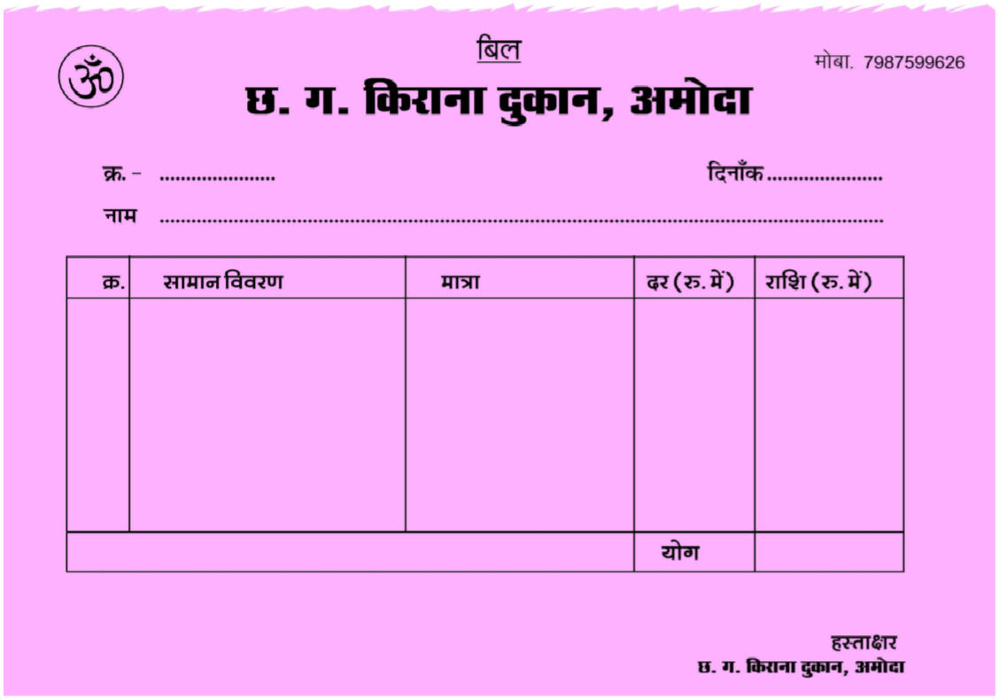 बिल
ॐ
मोबा. 7987599626
छ. ग. किराना दुकान, अमोदा
क्र. – ...................... दिनाँक ......................
नाम ..........................................................................................................................................
क्र. सामान विवरण मात्रा दर (रु. में) राशि (रु. में)
योग
हस्ताक्षर
छ. ग. किराना दुकान, अमोदा